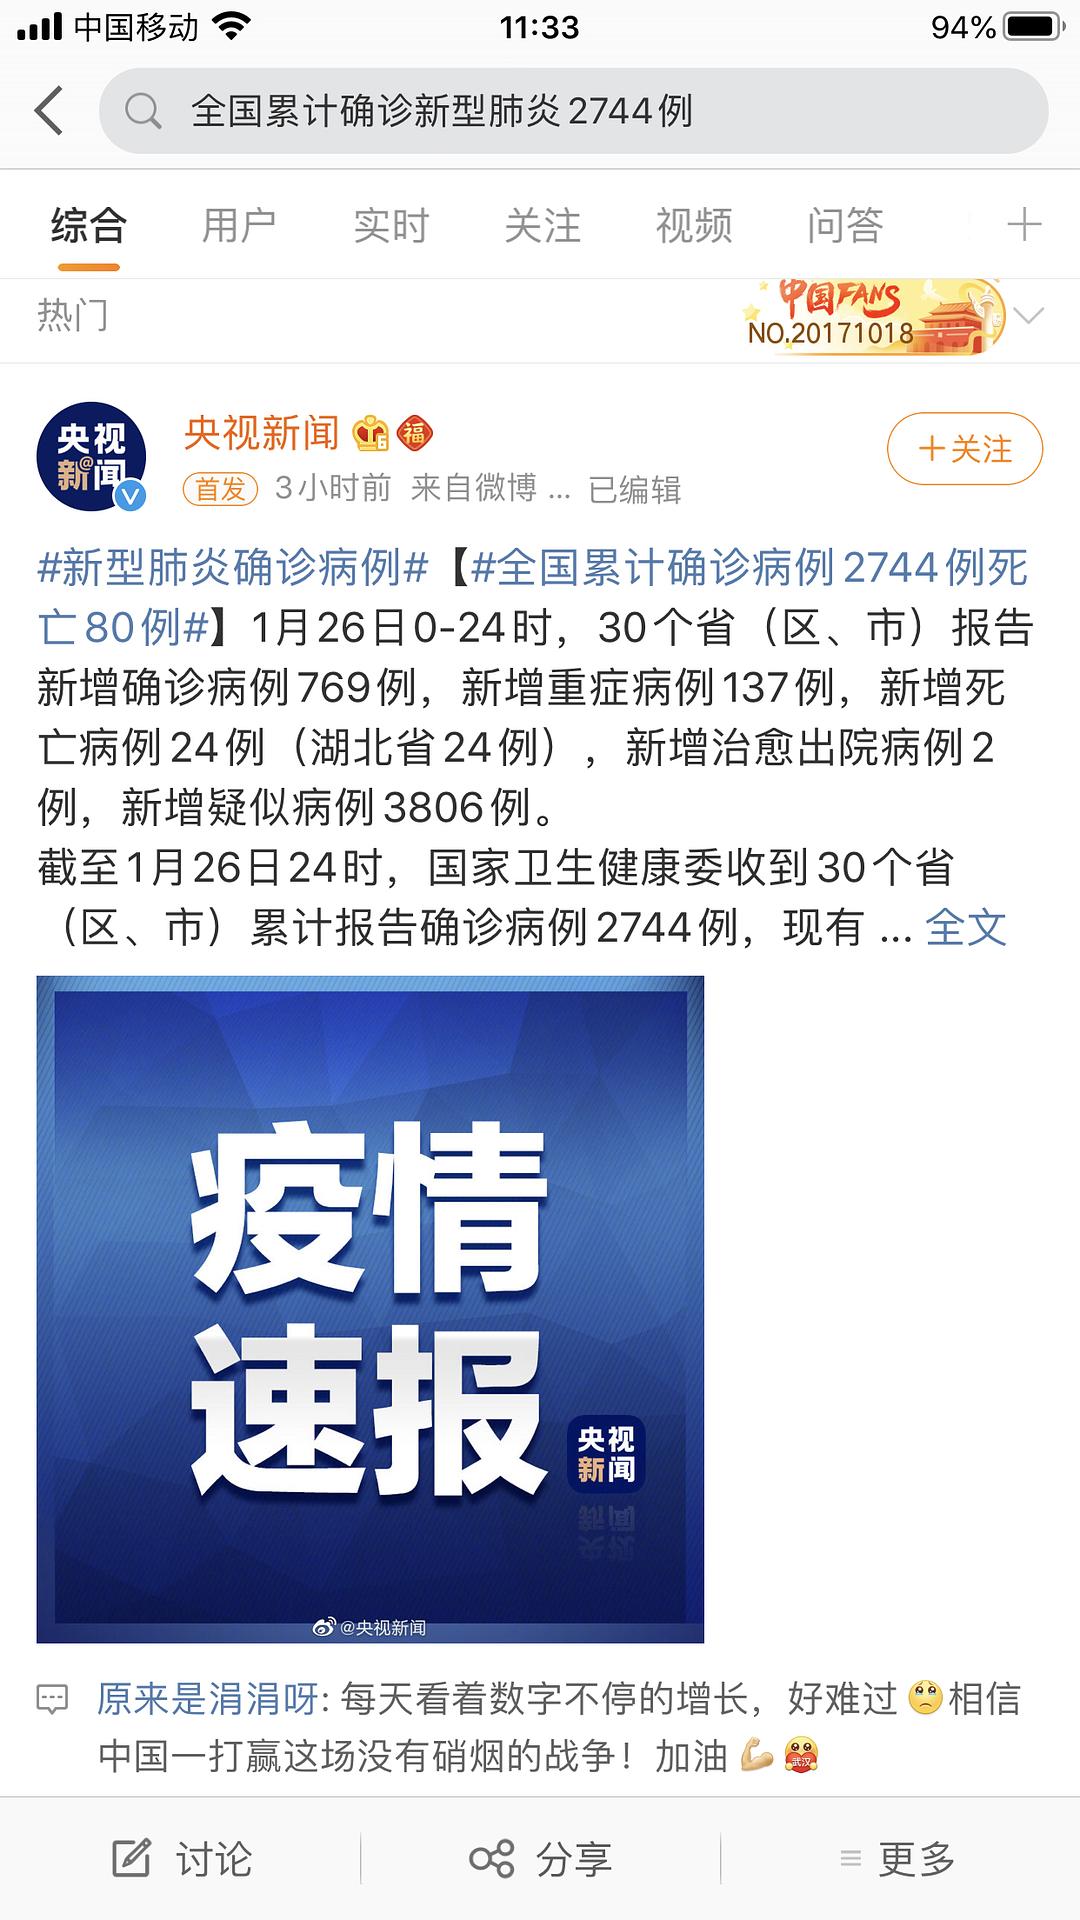 中国移动
11:33
94%
全国累计确诊新型肺炎2744例
综合 用户 实时 关注 视频 问答
热门
中国FANS
NO.20171018
央视新闻
福
+关注
央视
新@闻
V
首发 3小时前 来自微博 ... 已编辑
#新型肺炎确诊病例#【#全国累计确诊病例2744例死
亡80例#】1月26日0-24时，30个省（区、市）报告
新增确诊病例769例，新增重症病例137例，新增死
亡病例24例（湖北省24例），新增治愈出院病例2
例，新增疑似病例3806例。
截至1月26日24时，国家卫生健康委收到30个省
（区、市）累计报告确诊病例2744例，现有 ... 全文
疫情
速报
央视
新闻
@央视新闻
原来是涓涓呀: 每天看着数字不停的增长，好难过相信
中国一打赢这场没有硝烟的战争！加油
武汉
讨论 分享 更多